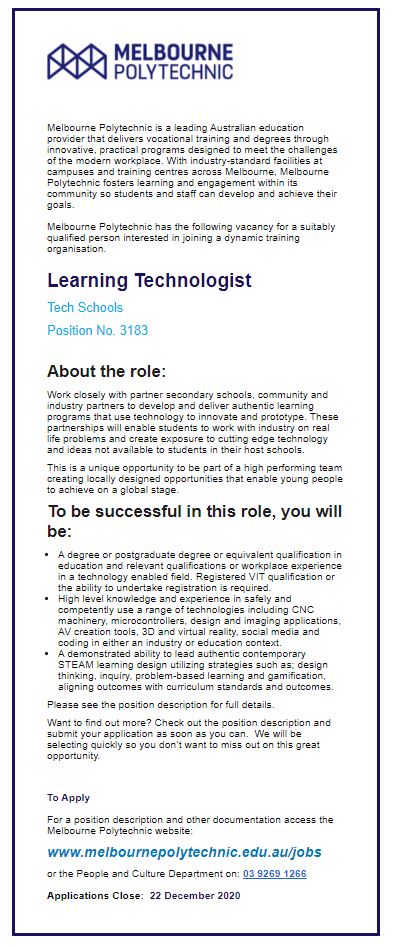 MELBOURNE
POLYTECHNIC
Melbourne Polytechnic is a leading Australian education
provider that delivers vocational training and degrees through
innovative, practical programs designed to meet the challenges
of the modern workplace. With industry-standard facilities at
campuses and training centres across Melbourne, Melbourne
Polytechnic fosters learning and engagement within its
community so students and staff can develop and achieve their
goals.
Melbourne Polytechnic has the following vacancy for a suitably
qualified person interested in joining a dynamic training
organisation.
Learning Technologist
Tech Schools
Position No. 3183
About the role:
Work closely with partner secondary schools, community and
industry partners to develop and deliver authentic learning
programs that use technology to innovate and prototype. These
partnerships will enable students to work with industry on real
life problems and create exposure to cutting edge technology
and ideas not available to students in their host schools.
This is a unique opportunity to be part of a high performing team
creating locally designed opportunities that enable young people
to achieve on a global stage.
To be successful in this role, you will
be:
• A degree or postgraduate degree or equivalent qualification in
education and relevant qualifications or workplace experience
in a technology enabled field. Registered VIT qualification or
the ability to undertake registration is required.
• High level knowledge and experience in safely and
competently use a range of technologies including CNC
machinery, microcontrollers, design and imaging applications,
AV creation tools, 3D and virtual reality, social media and
coding in either an industry or education context.
• A demonstrated ability to lead authentic contemporary
STEAM learning design utilizing strategies such as; design
thinking, inquiry, problem-based learning and gamification,
aligning outcomes with curriculum standards and outcomes.
Please see the position description for full details.
Want to find out more? Check out the position description and
submit your application as soon as you can.  We will be
selecting quickly so you don't want to miss out on this great
opportunity.
To Apply
For a position description and other documentation access the
Melbourne Polytechnic website:
www.melbournepolytechnic.edu.au/jobs
or the People and Culture Department on: 03 9269 1266
Applications Close:  22 December 2020